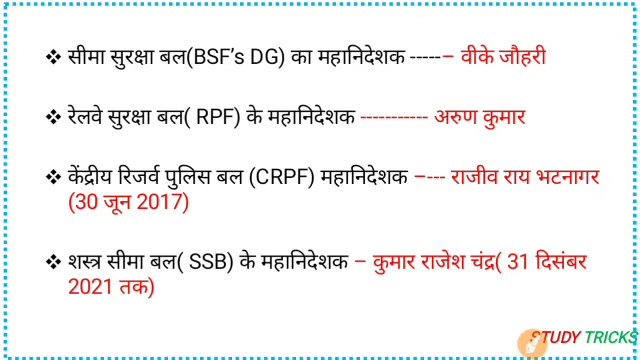 ❖ सीमा सुरक्षा बल(BSF’s DG) का महानिदेशक -----– वीके जौहरी
❖ रेलवे सुरक्षा बल( RPF) के महानिदेशक ----------- अरुण कुमार
❖ केंद्रीय रिजर्व पुलिस बल (CRPF) महानिदेशक –--- राजीव राय भटनागर
(30 जून 2017)
❖ शस्त्र सीमा बल( SSB) के महानिदेशक – कुमार राजेश चंद्र( 31 दिसंबर
2021 तक)
STUDY TRICKS